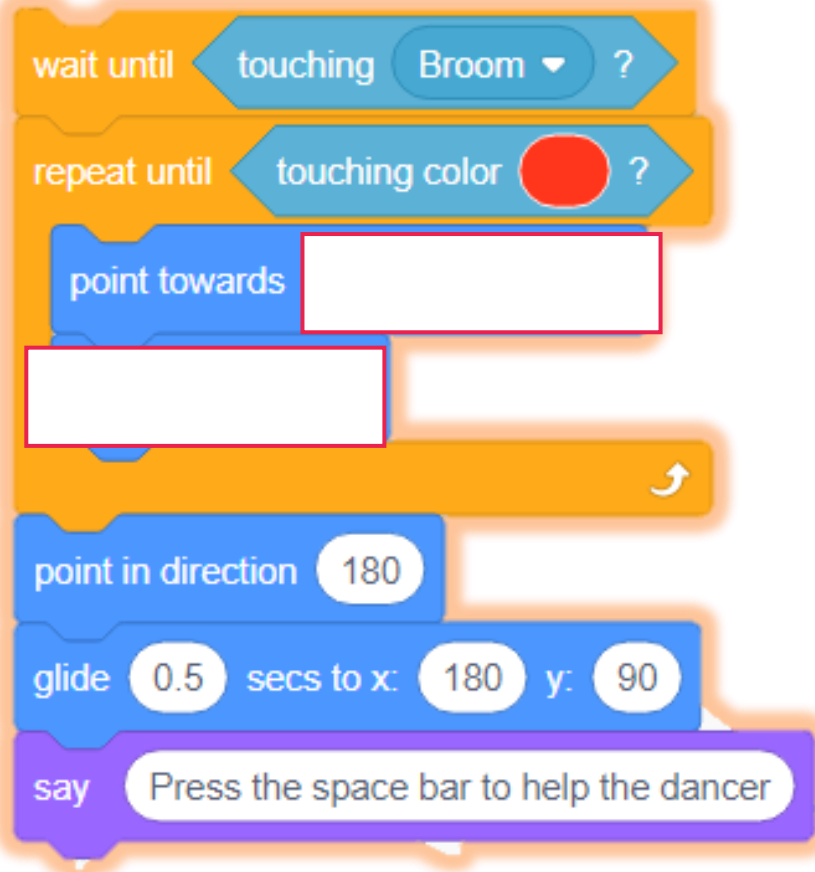 wait until touching Broom ?
repeat until touching color ?
point towards
point in direction 180
glide 0.5 secs to x: 180 y: 90
say Press the space bar to help the dancer